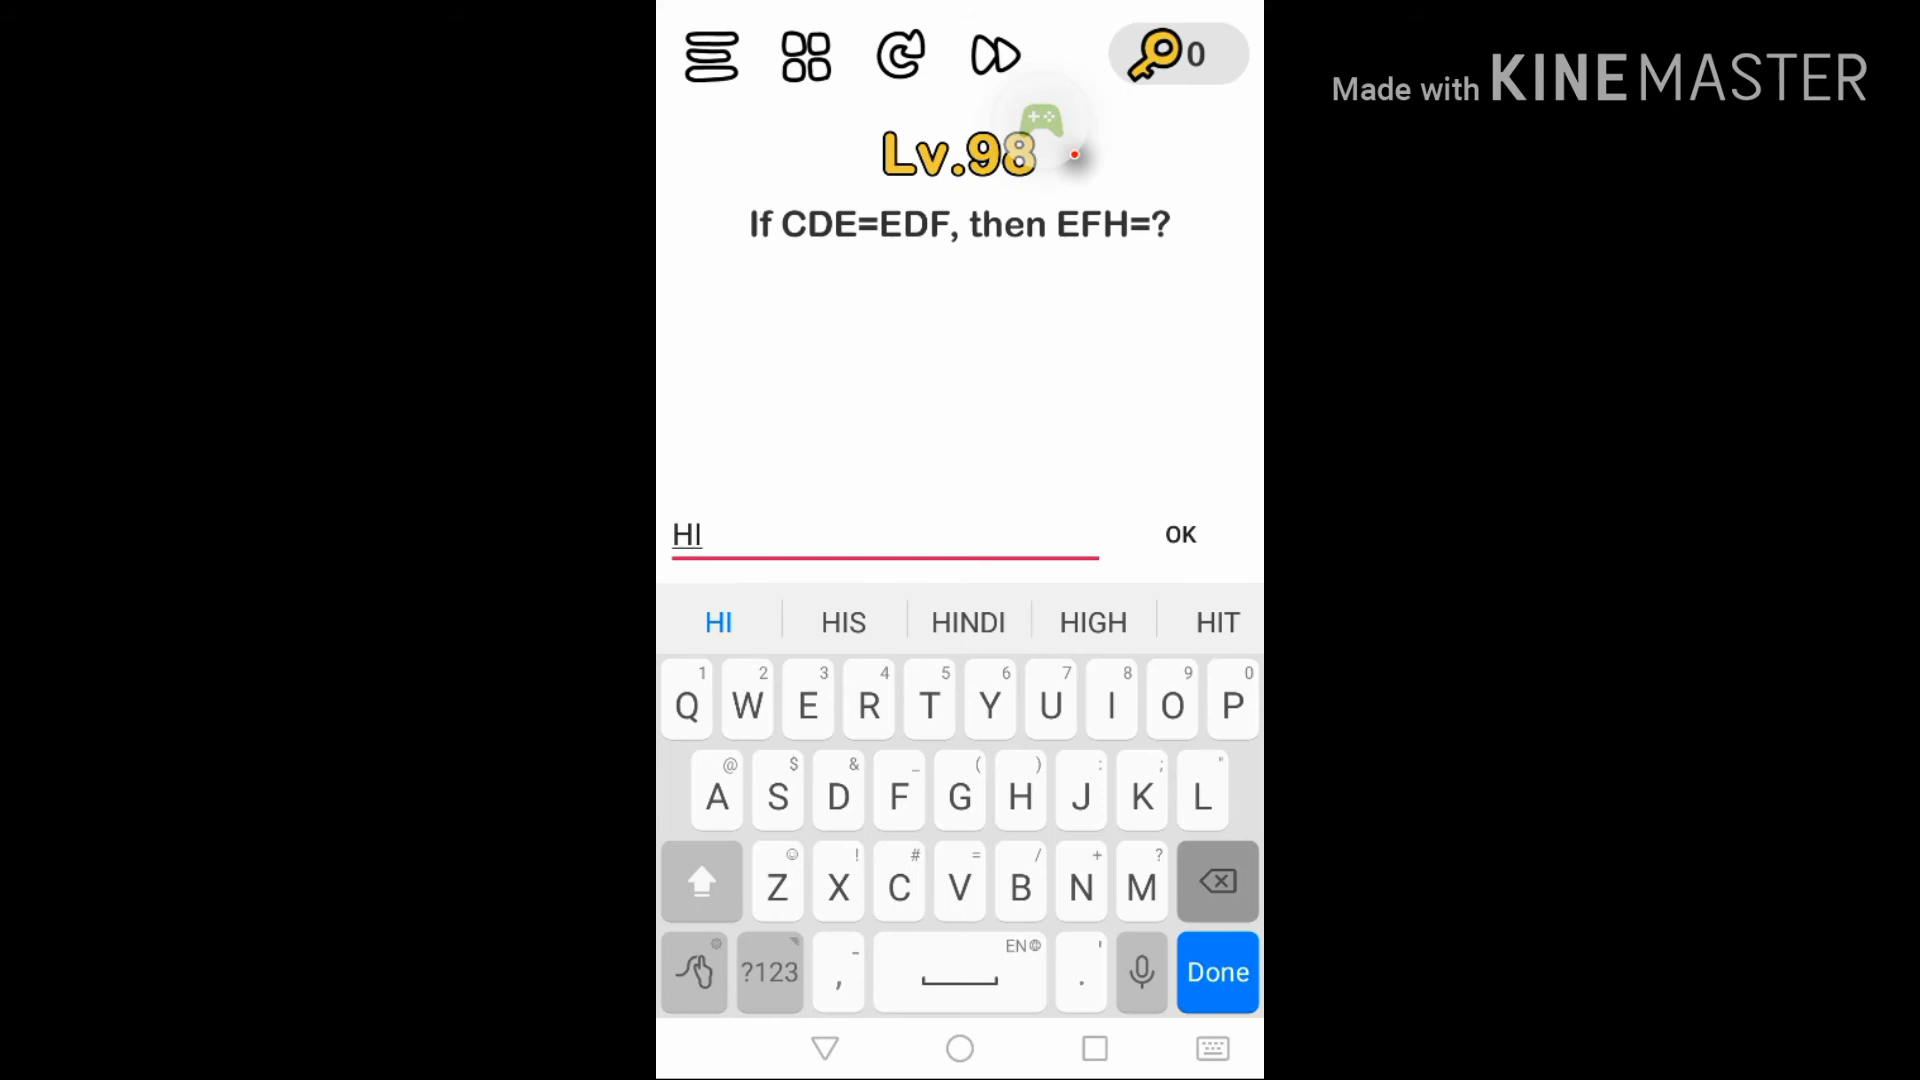 0
Made with KINEMASTER
Lv.98
If CDE=EDF, then EFH=?
HI
OK
HI HIS HINDI HIGH HIT
1 2 3 4 5 6 7 8 9 0
Q W E R T Y U I O P
@ $ & _ ( ) : ; "
A S D F G H J K L
! # = / + ?
Z X C V B N M
- EN '
?123 , . Done